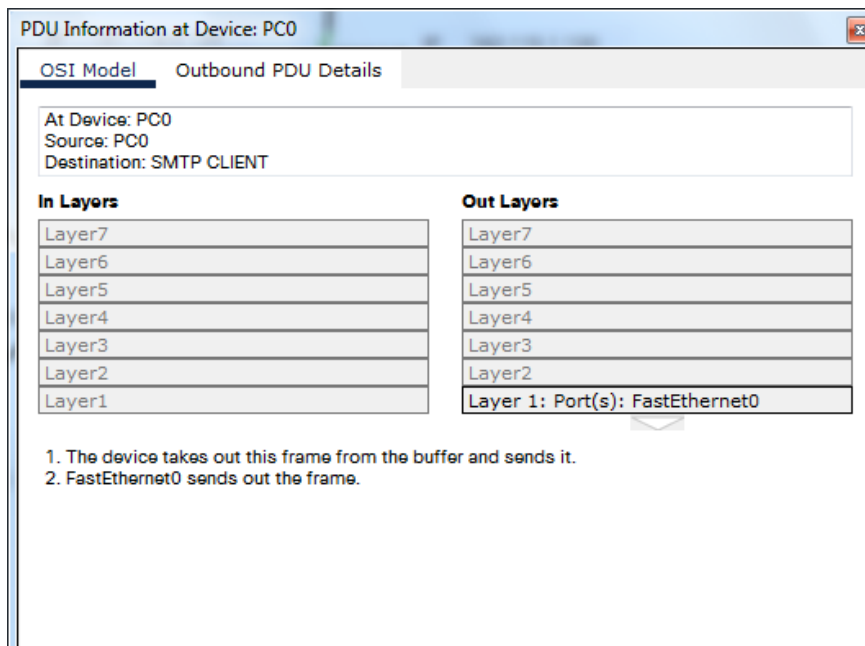 PDU Information at Device: PC0
OSI Model Outbound PDU Details
At Device: PC0
Source: PC0
Destination: SMTP CLIENT
In Layers Out Layers
Layer7 Layer7
Layer6 Layer6
Layer5 Layer5
Layer4 Layer4
Layer3 Layer3
Layer2 Layer2
Layer1 Layer 1: Port(s): FastEthernet0
1. The device takes out this frame from the buffer and sends it.
2. FastEthernet0 sends out the frame.